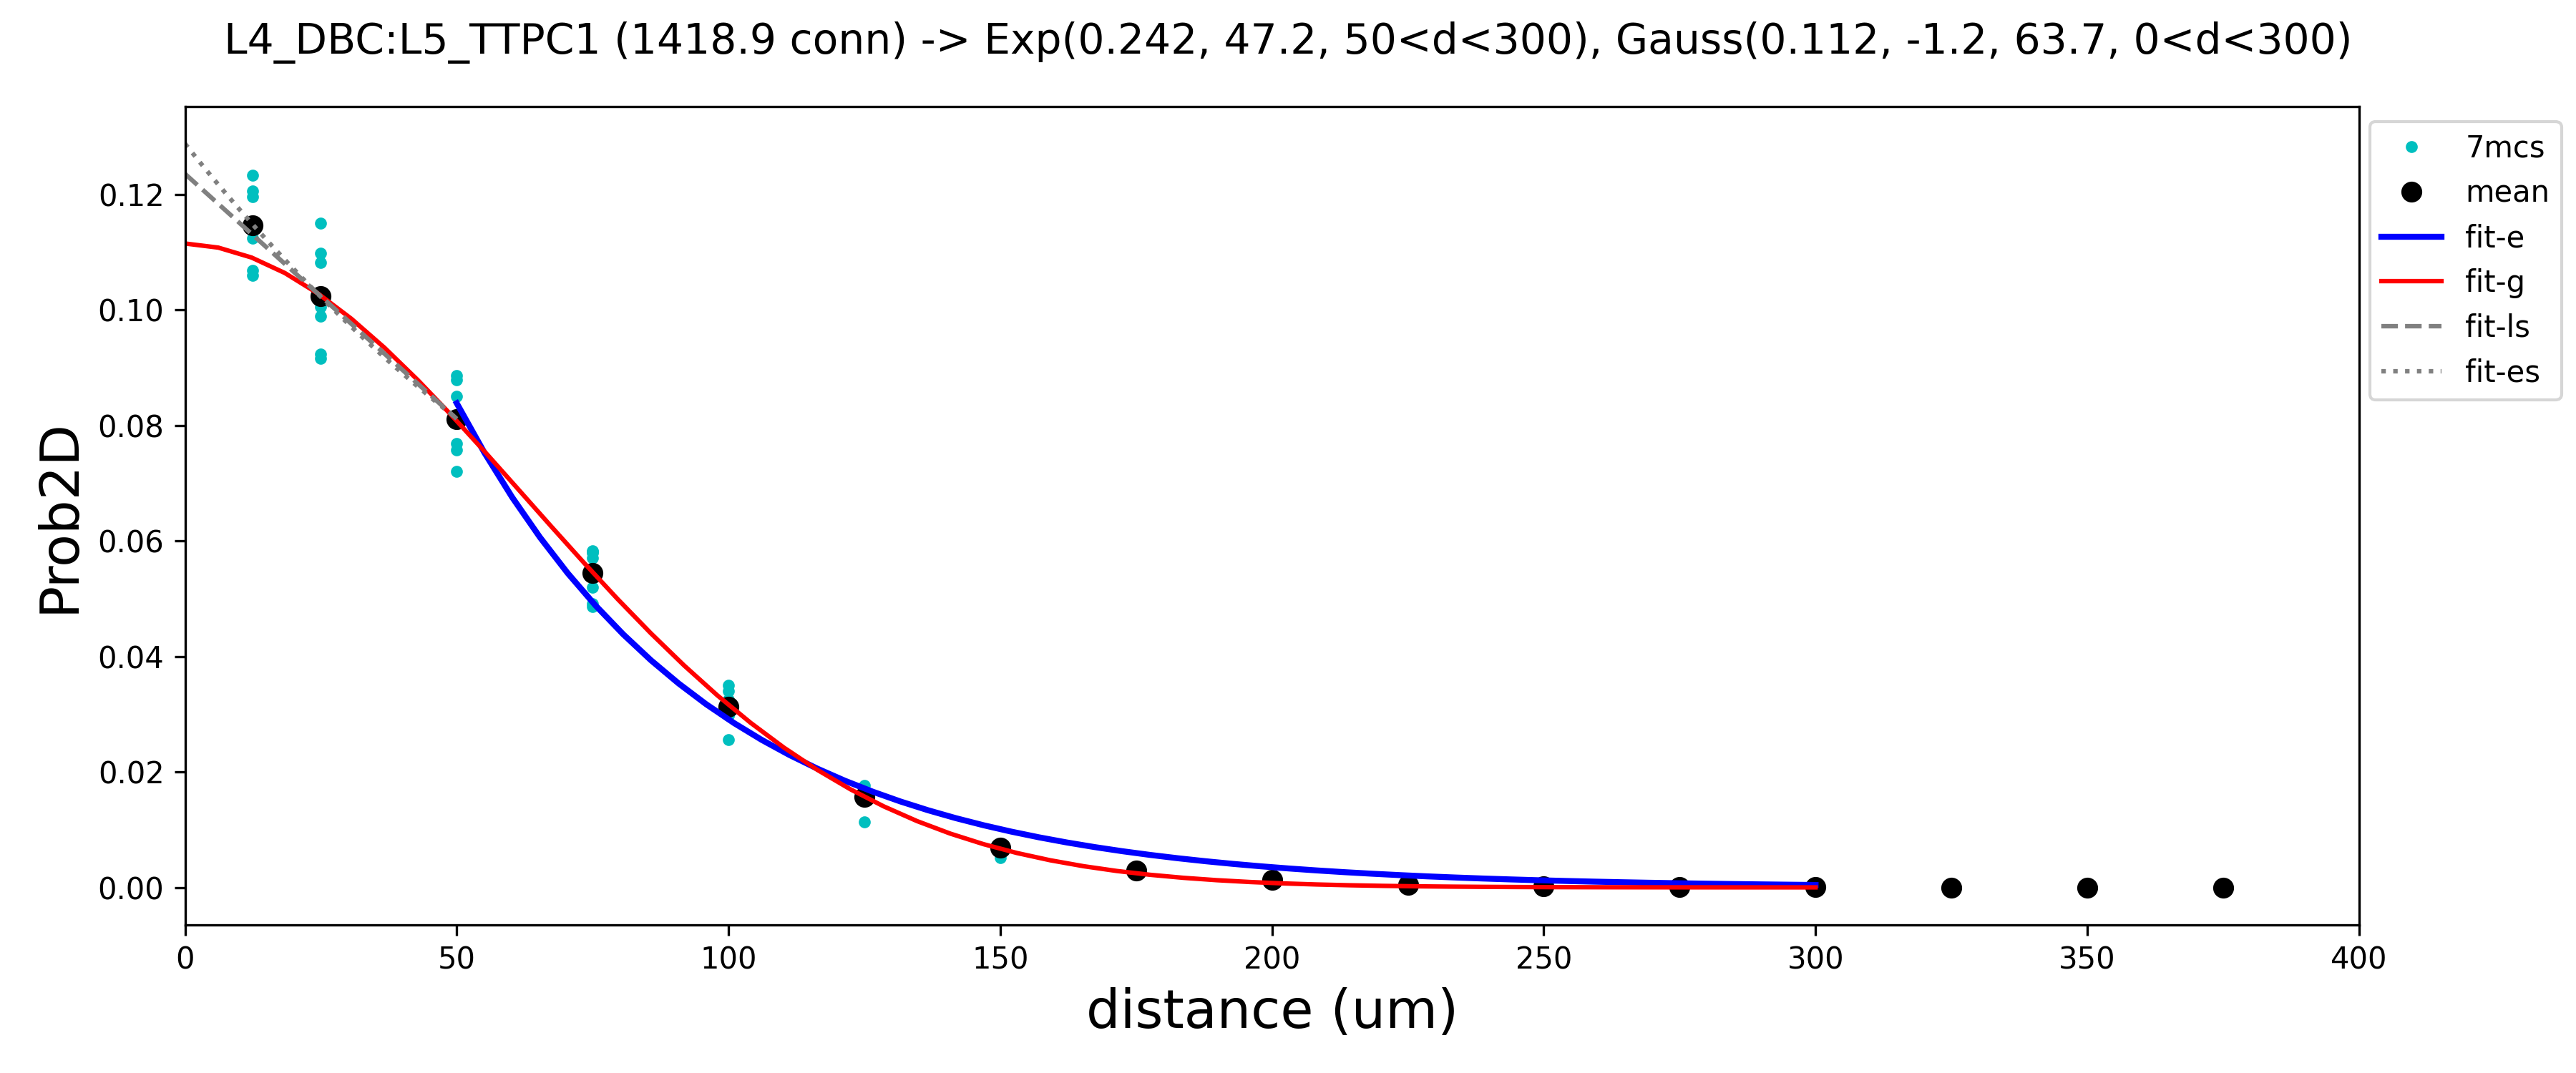 L4_DBC:L5_TTPC1 (1418.9 conn) -> Exp(0.242, 47.2, 50<d<300), Gauss(0.112, -1.2, 63.7, 0<d<300)
7mcs
mean
fit-e
fit-g
fit-ls
fit-es
Prob2D
0.12
0.10
0.08
0.06
0.04
0.02
0.00
0 50 100 150 200 250 300 350 400
distance (um)